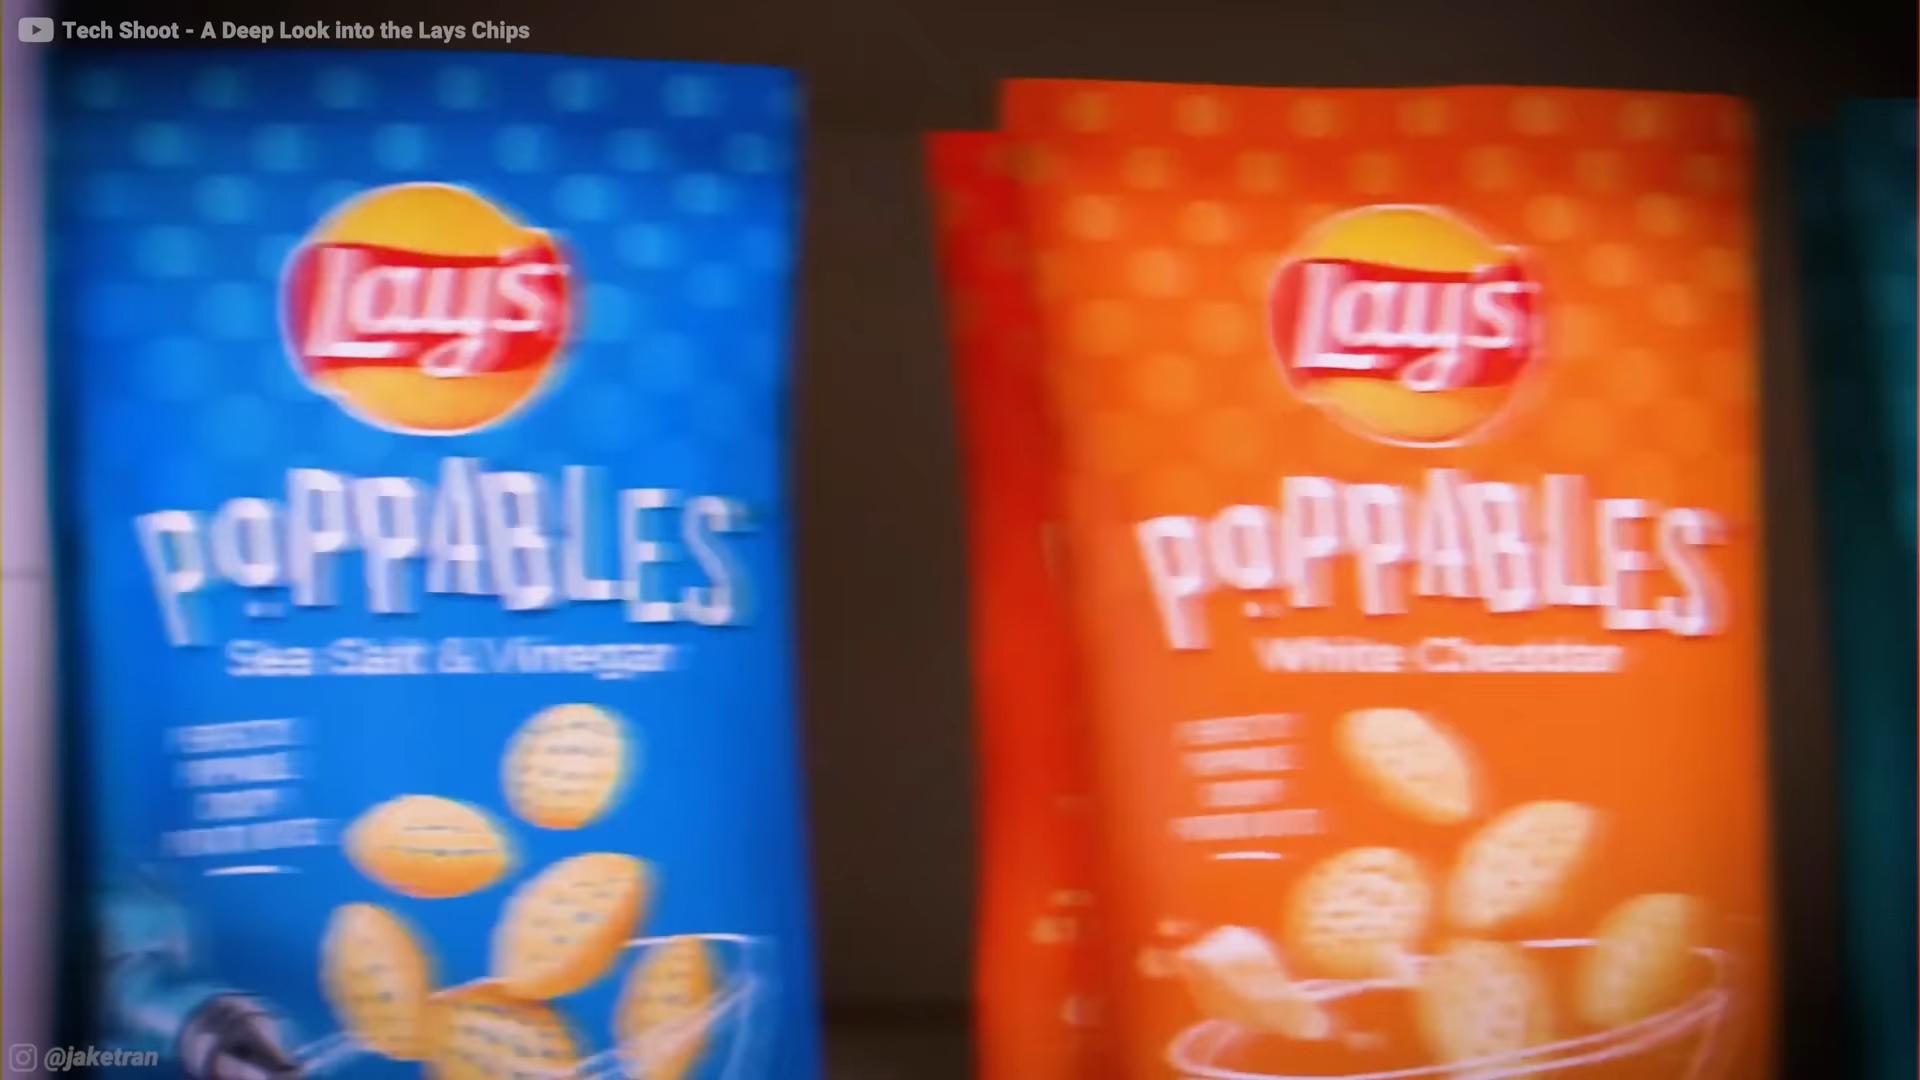 Tech Shoot - A Deep Look into the Lays Chips
Lay's
POPPABLES
Sea Salt & Vinegar
Lay's
POPPABLES
White Cheddar
@jaketran